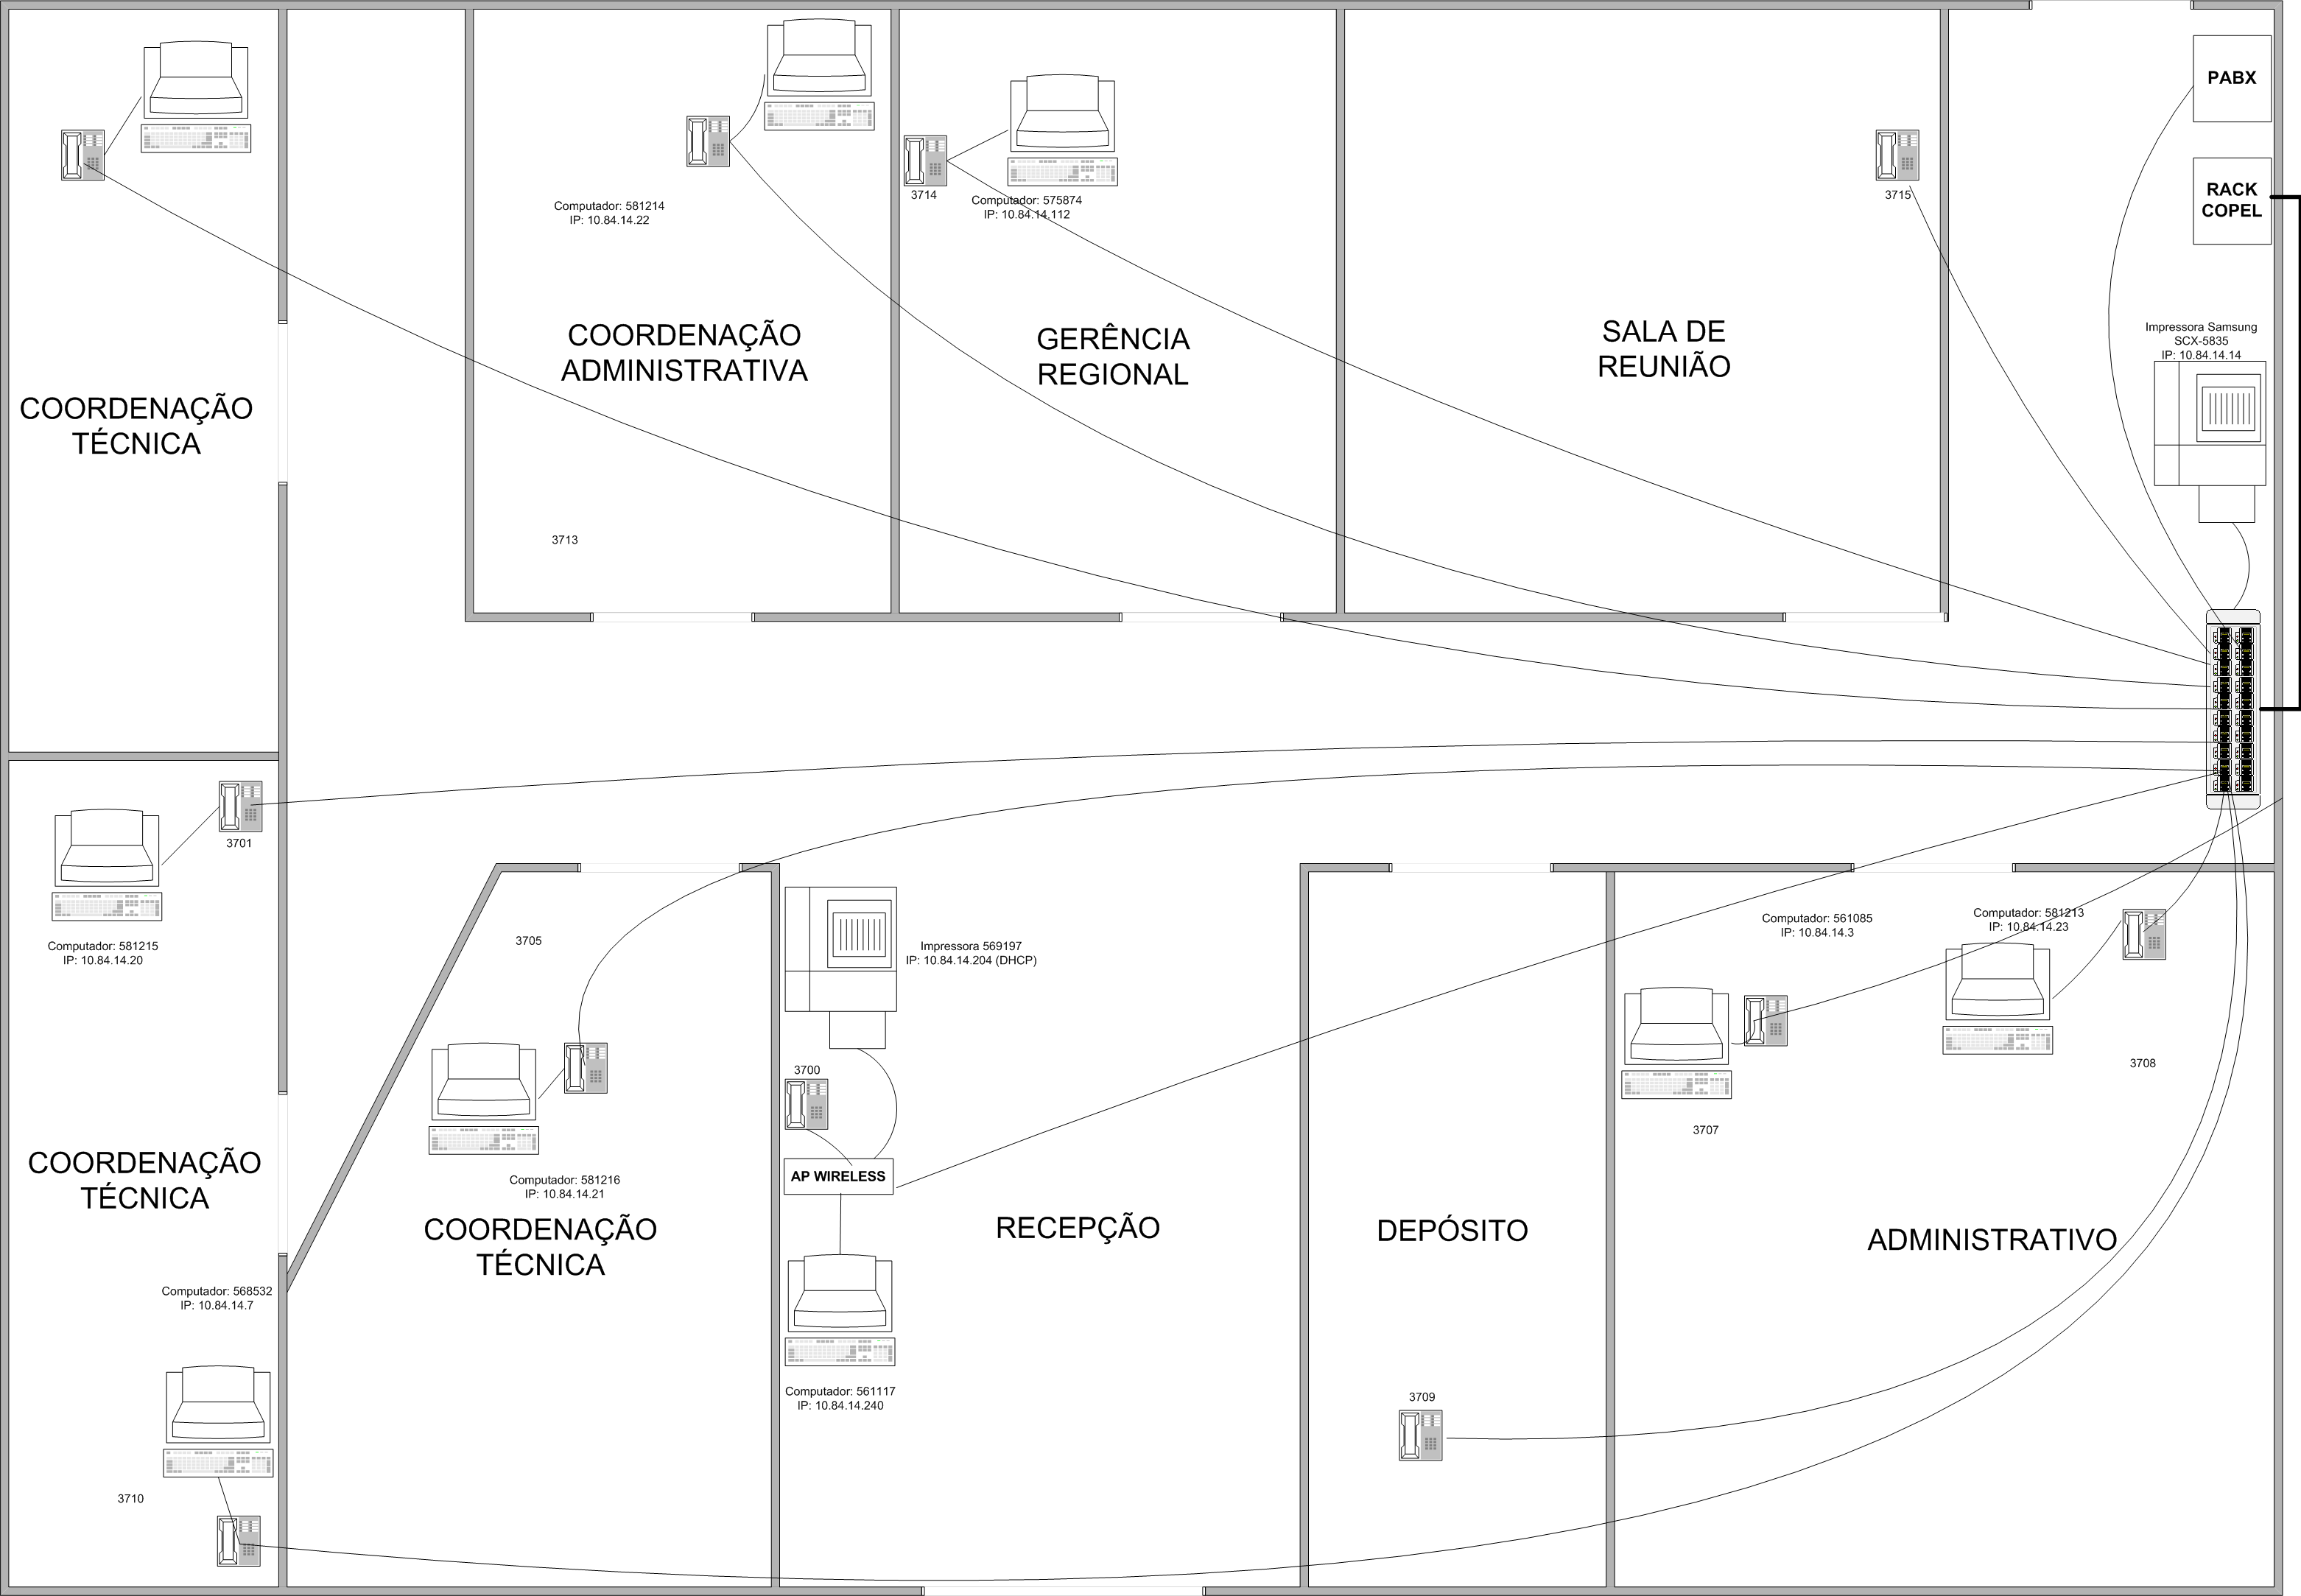 PABX
RACK
COPEL
3714
Computador: 575874
IP: 10.84.14.112
3715
Computador: 581214
IP: 10.84.14.22
Impressora Samsung
SCX-5835
IP: 10.84.14.14
COORDENAÇÃO
TÉCNICA
COORDENAÇÃO
ADMINISTRATIVA
GERÊNCIA
REGIONAL
SALA DE
REUNIÃO
3713
3701
Computador: 581215
IP: 10.84.14.20
3705
Impressora 569197
IP: 10.84.14.204 (DHCP)
Computador: 561085
IP: 10.84.14.3
Computador: 581213
IP: 10.84.14.23
3700
3708
3707
COORDENAÇÃO
TÉCNICA
Computador: 581216
IP: 10.84.14.21
AP WIRELESS
COORDENAÇÃO
TÉCNICA
RECEPÇÃO
DEPÓSITO
ADMINISTRATIVO
Computador: 568532
IP: 10.84.14.7
Computador: 561117
IP: 10.84.14.240
3709
3710